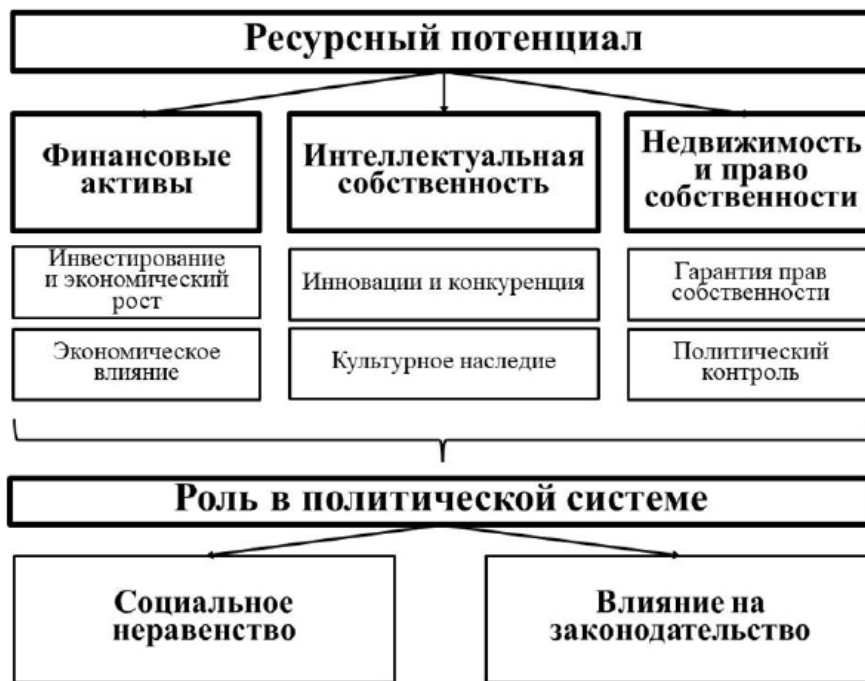 Ресурсный потенциал
Финансовые
активы
Интеллектуальная
собственность
Недвижимость
и право
собственности
Инвестирование
и экономический
рост
Инновации и конкуренция
Гарантия прав
собственности
Экономическое
влияние
Культурное наследие
Политический
контроль
Роль в политической системе
Социальное
неравенство
Влияние на
законодательство